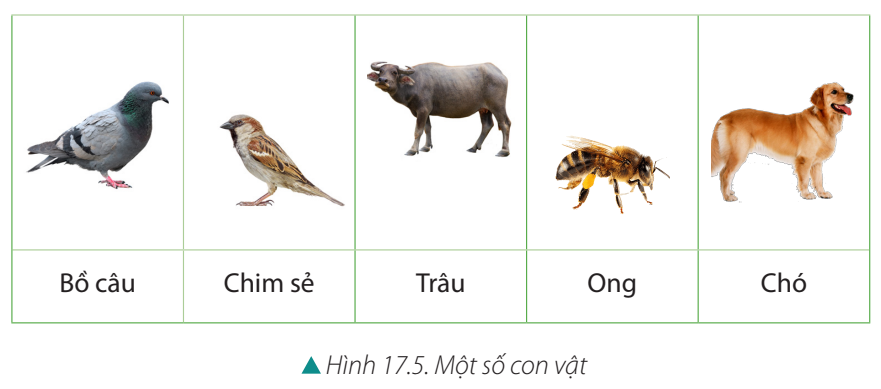 Bồ câu Chim sẻ Trâu Ong Chó
▲ Hình 17.5. Một số con vật